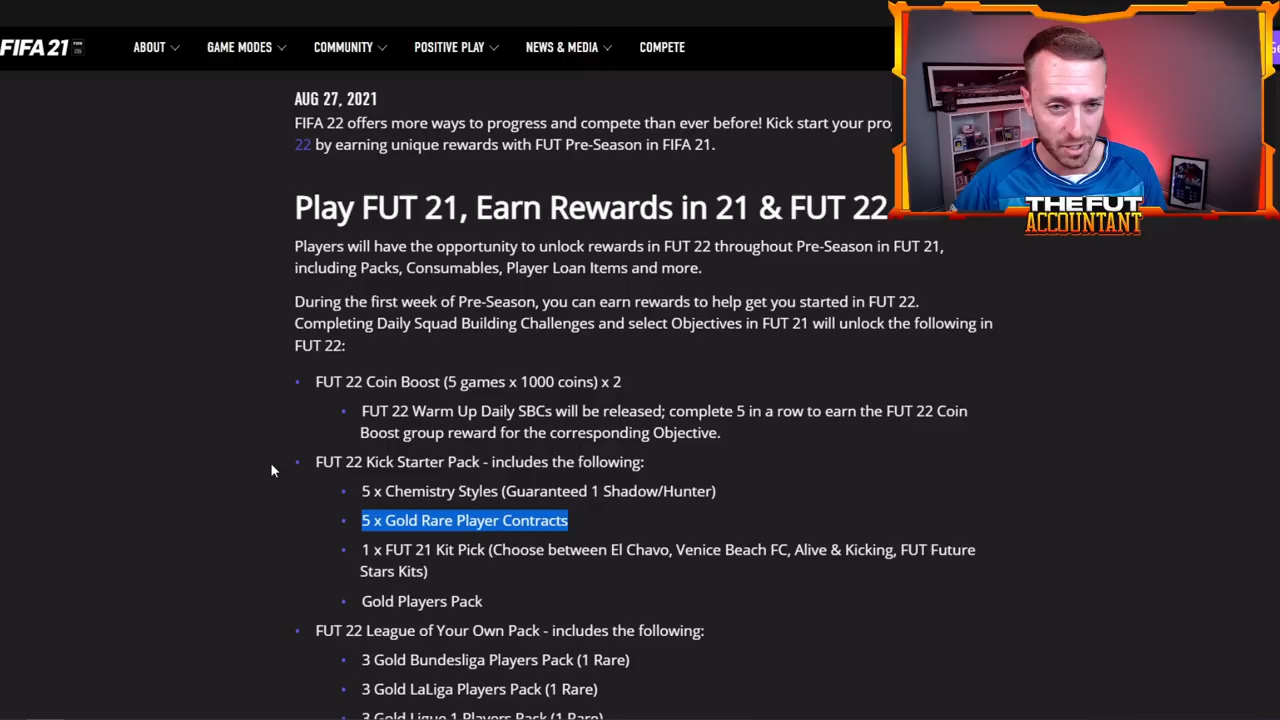 FIFA 21
ABOUT
GAME MODES
COMMUNITY
POSITIVE PLAY
NEWS & MEDIA
COMPETE
AUG 27, 2021
FIFA 22 offers more ways to progress and compete than ever before! Kick start your
22 by earning unique rewards with FUT Pre-Season in FIFA 21.
Play FUT 21, Earn Rewards in 21 & FUT 22
THE FUT
ACCOUNTANT
Players will have the opportunity to unlock rewards in FUT 22 throughout Pre-Season in FUT 21,
including Packs, Consumables, Player Loan Items and more.
During the first week of Pre-Season, you can earn rewards to help get you started in FUT 22.
Completing Daily Squad Building Challenges and select Objectives in FUT 21 will unlock the following in
FUT 22:
• FUT 22 Coin Boost (5 games x 1000 coins) x 2
• FUT 22 Warm Up Daily SBCs will be released; complete 5 in a row to earn the FUT 22 Coin
Boost group reward for the corresponding Objective.
• FUT 22 Kick Starter Pack - includes the following:
• 5 x Chemistry Styles (Guaranteed 1 Shadow/Hunter)
• 5 x Gold Rare Player Contracts
• 1 x FUT 21 Kit Pick (Choose between El Chavo, Venice Beach FC, Alive & Kicking, FUT Future
Stars Kits)
• Gold Players Pack
• FUT 22 League of Your Own Pack - includes the following:
• 3 Gold Bundesliga Players Pack (1 Rare)
• 3 Gold LaLiga Players Pack (1 Rare)
• 3 Gold Ligue 1 Players Pack (1 Rare)